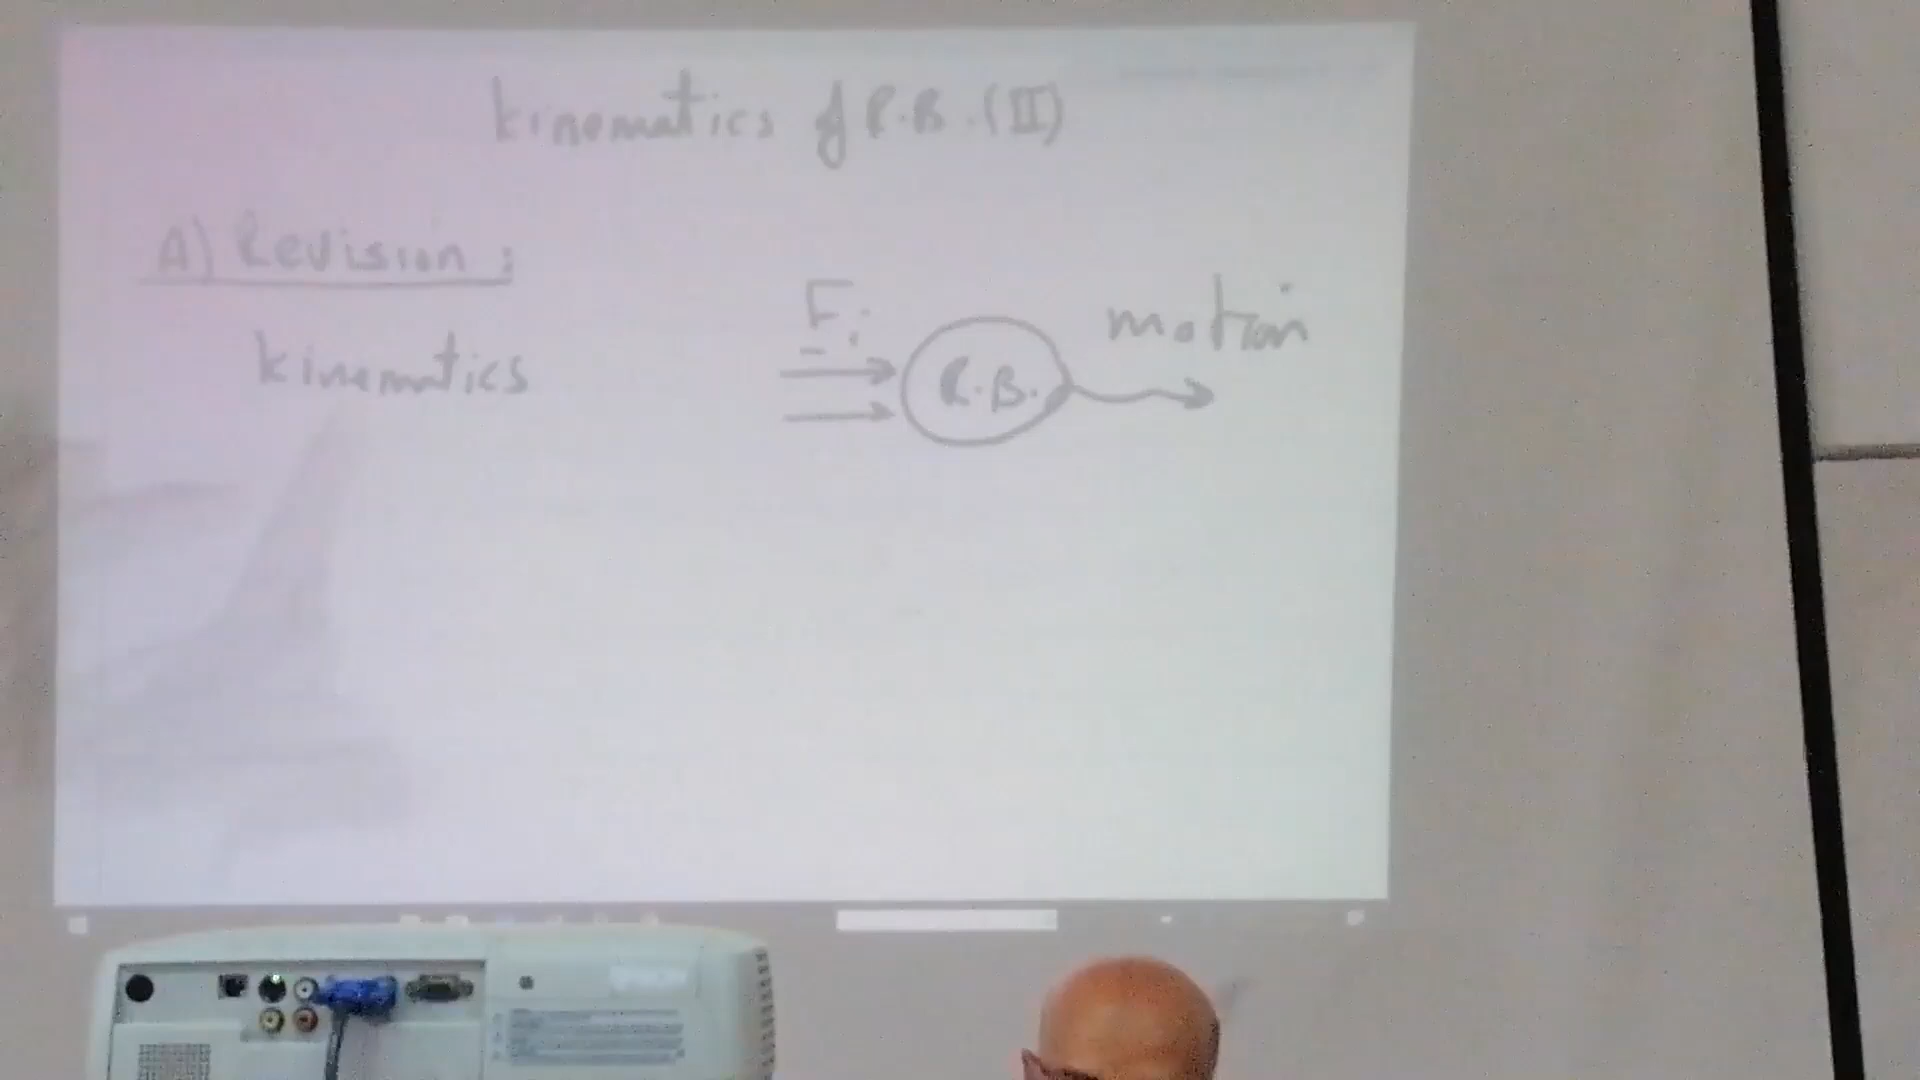 kinematics of R.B. (II)
A) Revision:
kinematics
F i
R.B.
motion